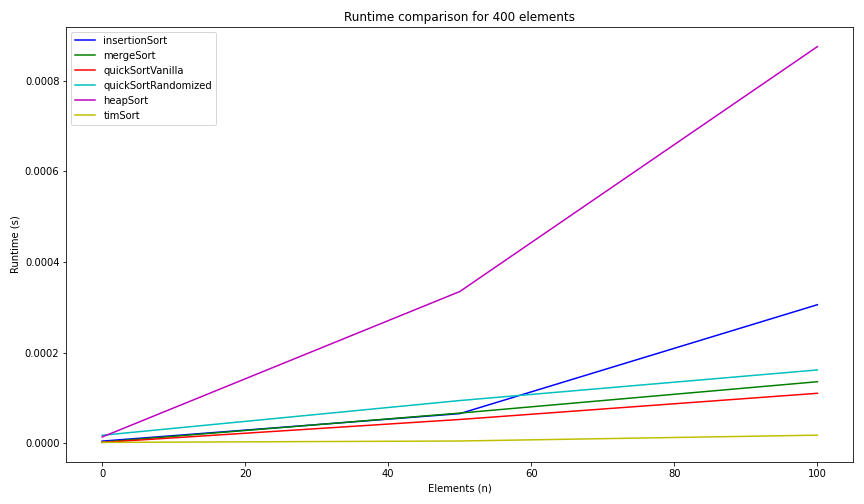 Runtime comparison for 400 elements
insertionSort
mergeSort
quickSortVanilla
quickSortRandomized
heapSort
timSort
Runtime (s)
0.0008
0.0006
0.0004
0.0002
0.0000
0 20 40 60 80 100
Elements (n)